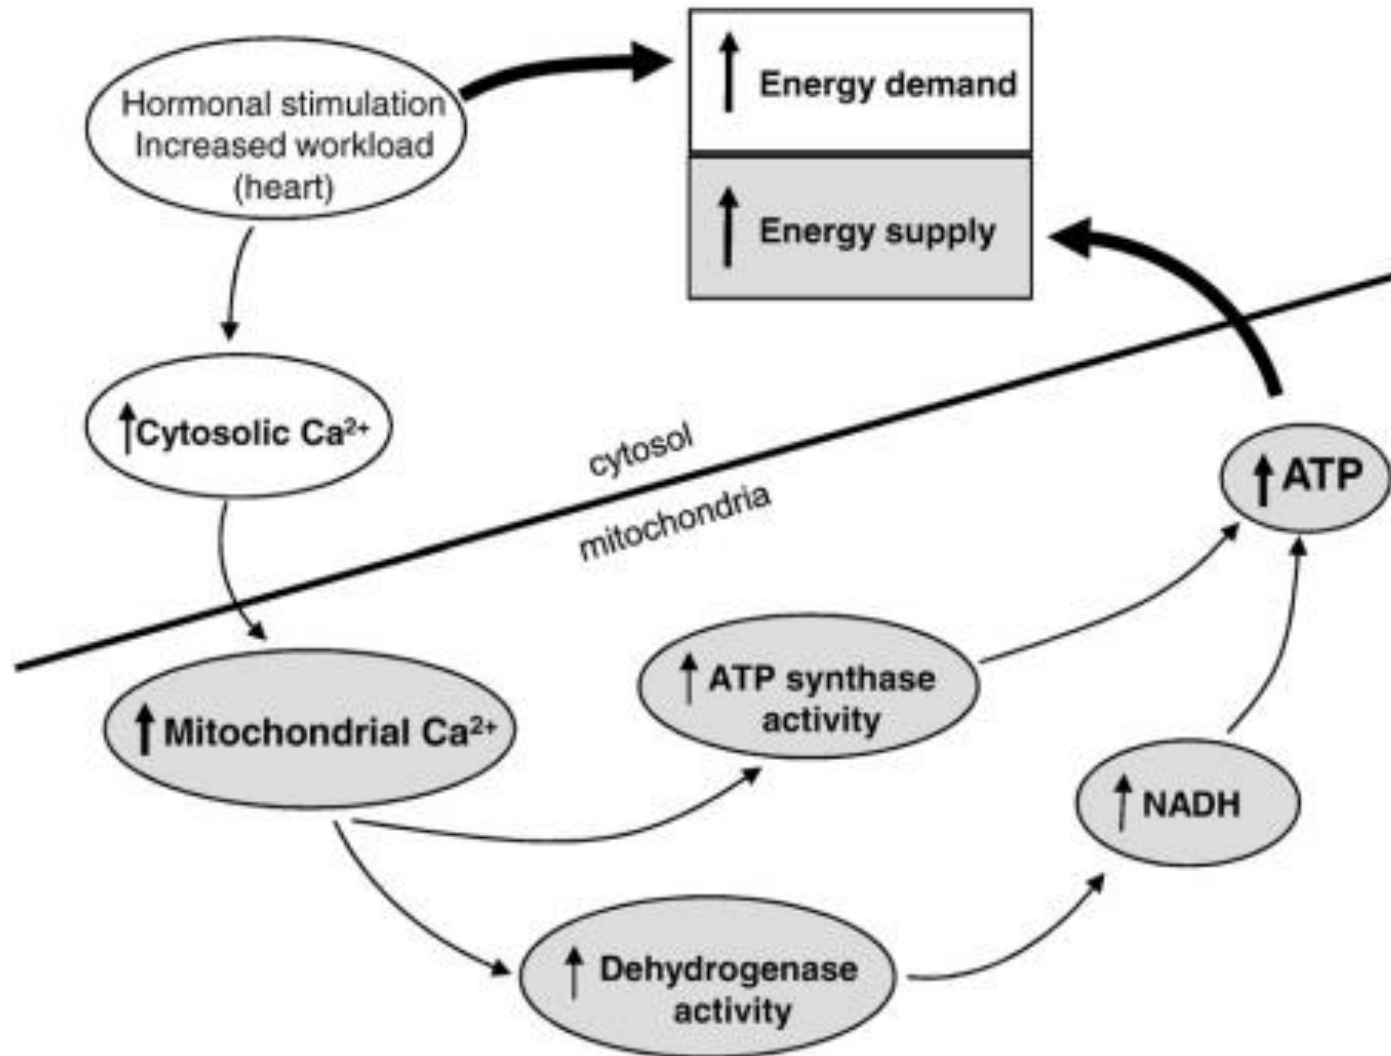 Hormonal stimulation
Increased workload
(heart)
↑ Energy demand
↑ Energy supply
↑Cytosolic Ca²⁺
cytosol
mitochondria
↑ ATP
↑ Mitochondrial Ca²⁺
↑ ATP synthase
activity
↑ NADH
↑ Dehydrogenase
activity